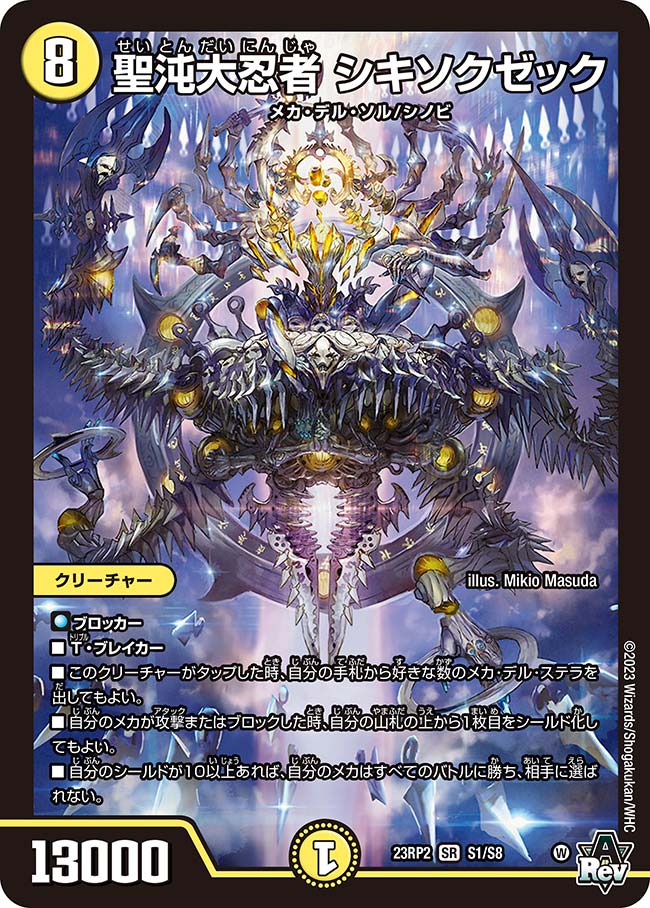 8
せいとんだいにんじゃ
聖沌大忍者 シキソクゼック
メカ・デル・ソル/シノビ
クリーチャー
illus. Mikio Masuda
ブロッカー
■T・ブレイカー
■このクリーチャーがタップした時、自分の手札から好きな数のメカ・デル・ステラを
出してもよい。
■自分のメカが攻撃またはブロックした時、自分の山札の上から1枚目をシールド化し
てもよい。
■自分のシールドが10以上あれば、自分のメカはすべてのバトルに勝ち、相手に選ば
れない。
©2023 Wizards/Shogakukan/WHC
13000
1
23RP2 SR S1/S8
W
A Rev